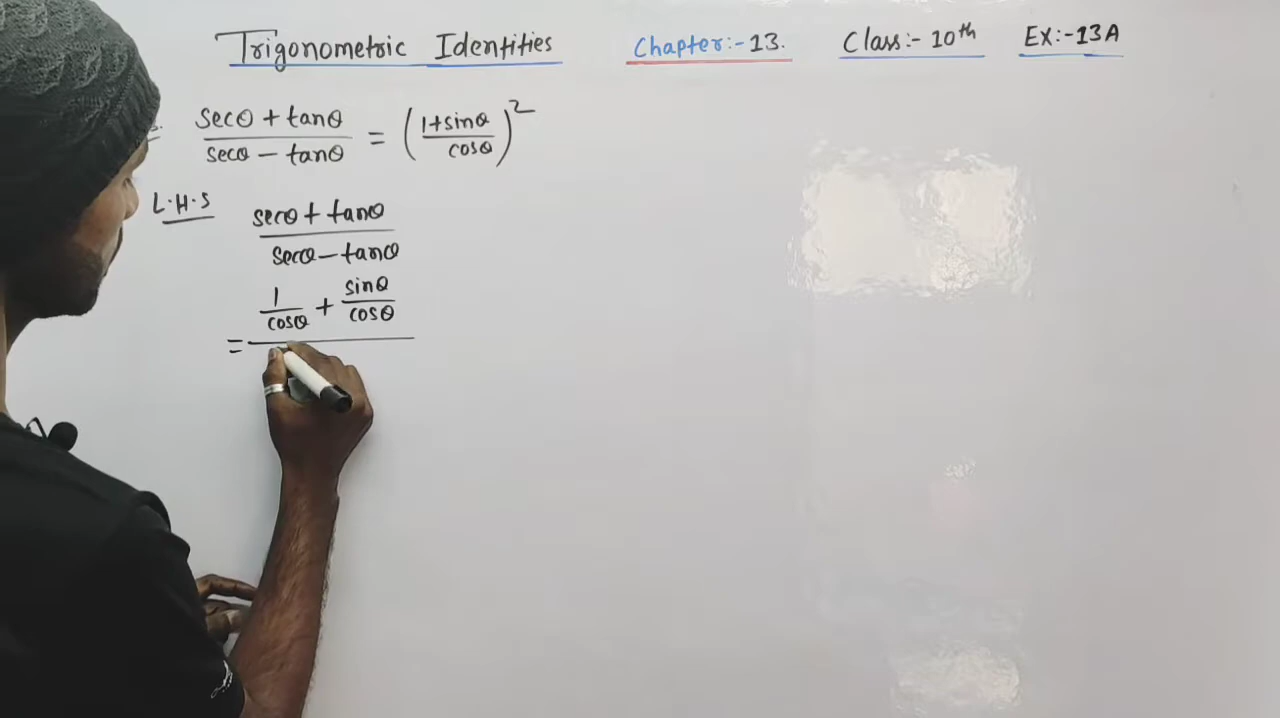 Trigonometric Identities Chapter:-13. Class:- 10th EX:-13A
secθ + tanθ / secθ - tanθ = (1+sinθ / cosθ)²
L.H.S secθ + tanθ / secθ - tanθ
= 1/cosθ + sinθ/cosθ